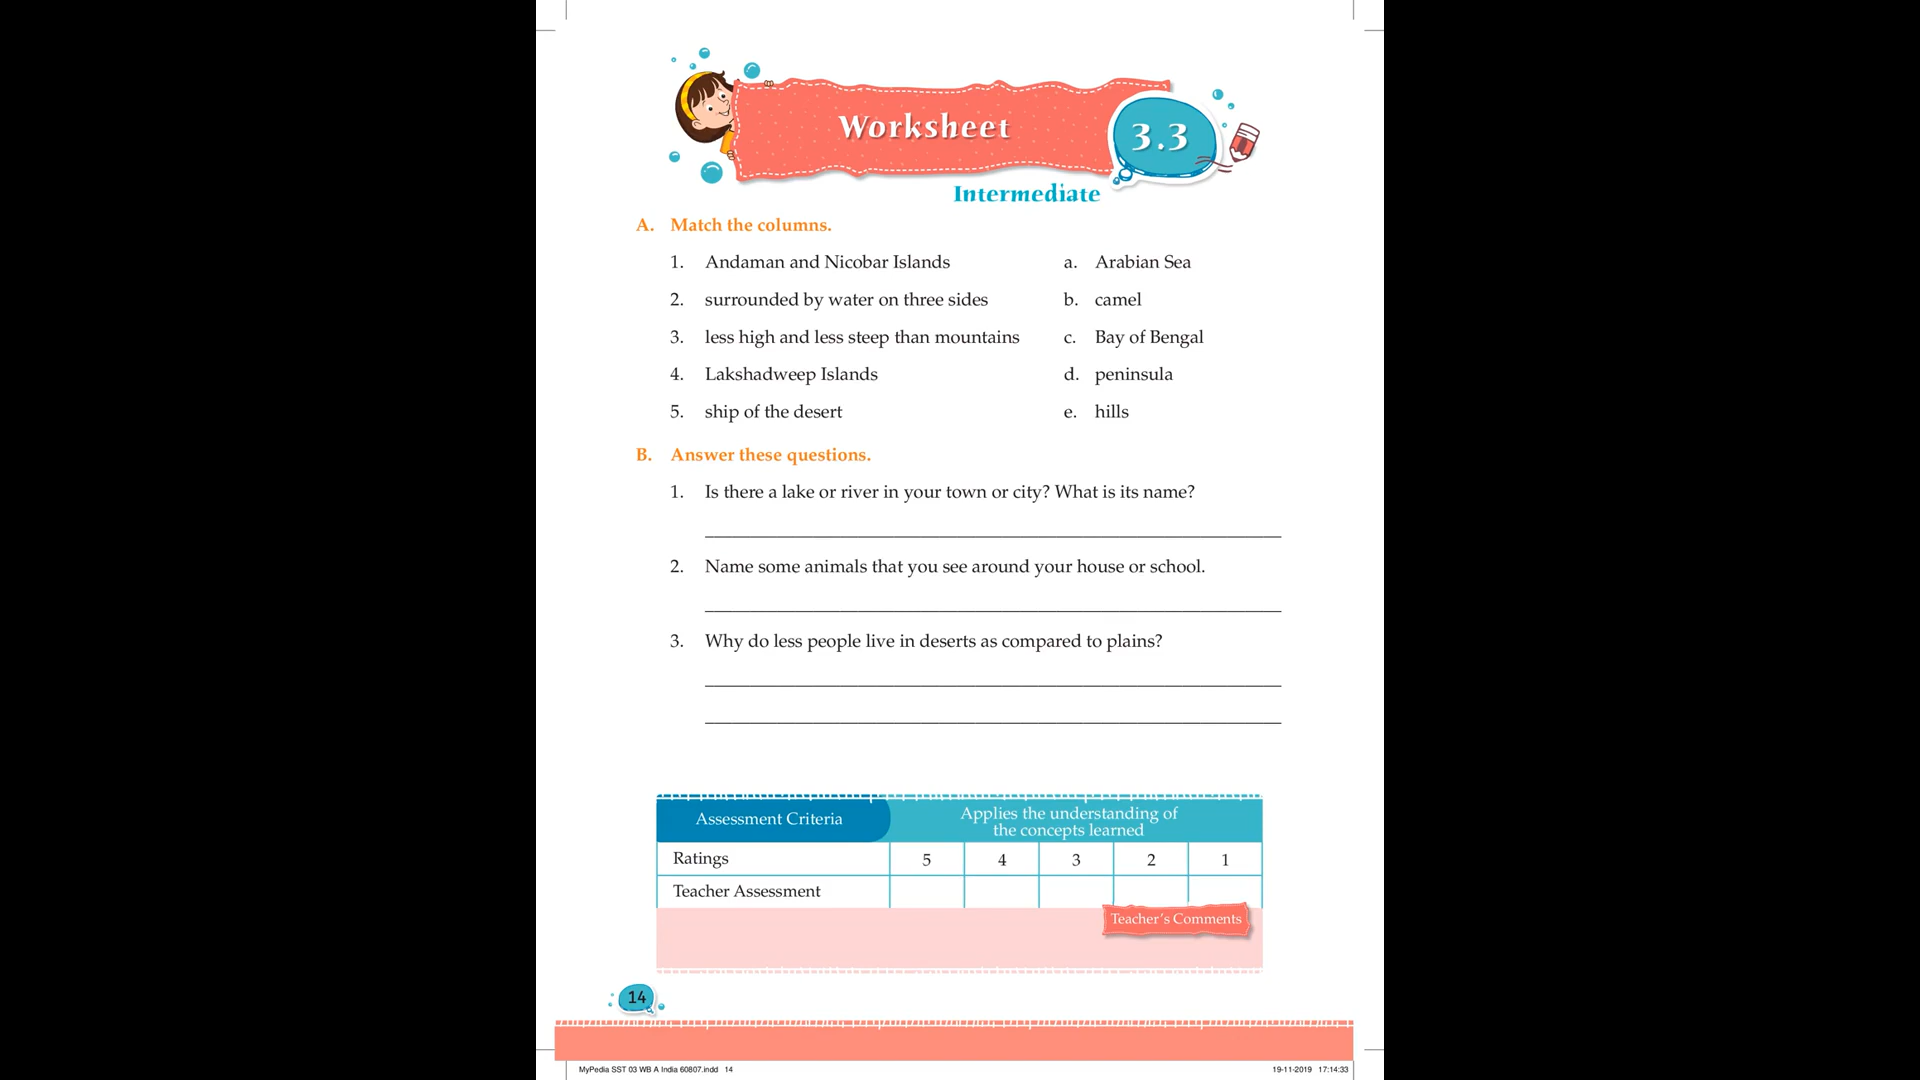 Worksheet
3.3
Intermediate
A. Match the columns.
1. Andaman and Nicobar Islands a. Arabian Sea
2. surrounded by water on three sides b. camel
3. less high and less steep than mountains c. Bay of Bengal
4. Lakshadweep Islands d. peninsula
5. ship of the desert e. hills
B. Answer these questions.
1. Is there a lake or river in your town or city? What is its name?
2. Name some animals that you see around your house or school.
3. Why do less people live in deserts as compared to plains?
Assessment Criteria Applies the understanding of
the concepts learned
Ratings 5 4 3 2 1
Teacher Assessment
Teacher's Comments
14
MyPedia SST 03 WB A India 60807.indd 14 19-11-2019 17:14:33